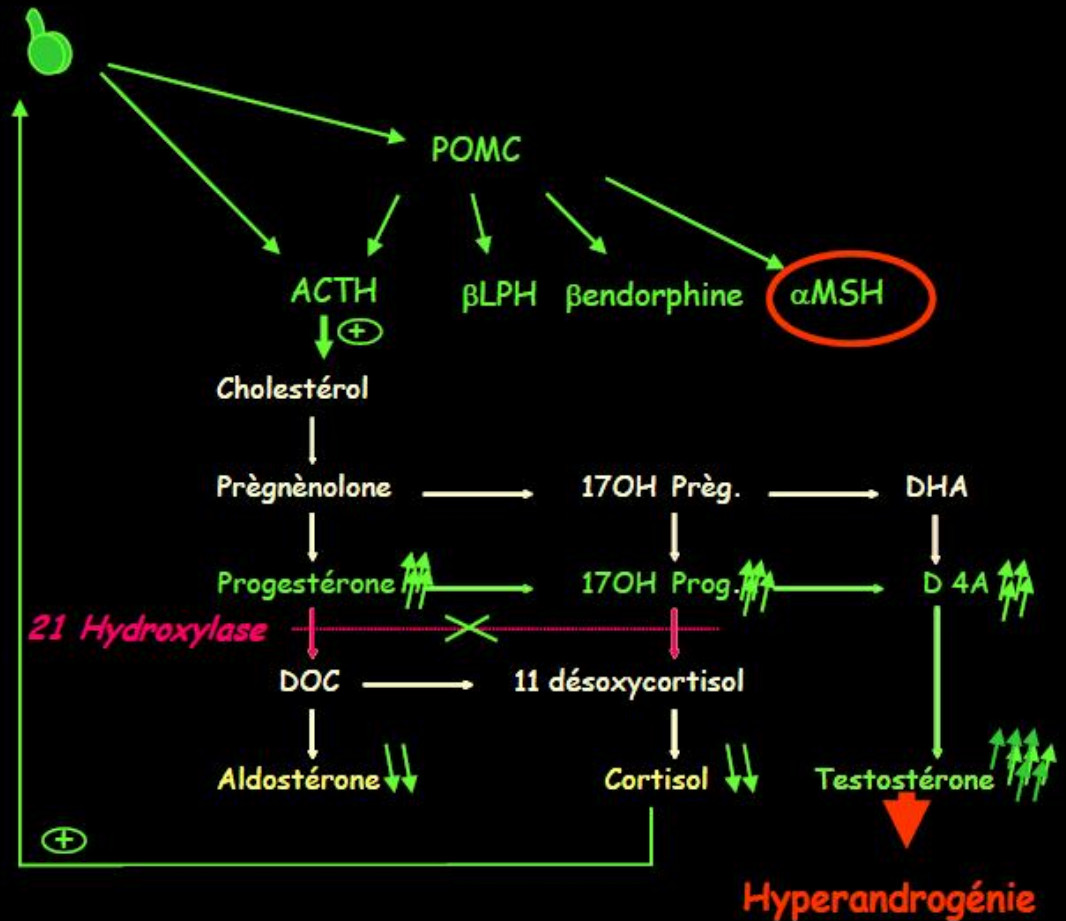 POMC
ACTH βLPH βendorphine αMSH
+
Cholestérol
Prègnènolone 17OH Prèg. DHA
Progestérone 17OH Prog. D 4A
21 Hydroxylase
DOC 11 désoxycortisol
Aldostérone Cortisol Testostérone
+
Hyperandrogénie